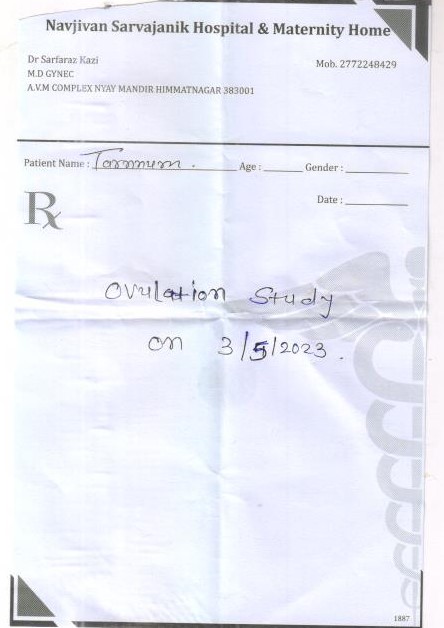 Navjivan Sarvajanik Hospital & Maternity Home
Dr Sarfaraz Kazi
Mob. 2772248429
M.D GYNEC
A.V.M COMPLEX NYAY MANDIR HIMMATNAGAR 383001
Patient Name : Tarannum. Age : Gender :
Rx
Date :
Ovulation Study
on 3/5/2023.
1887